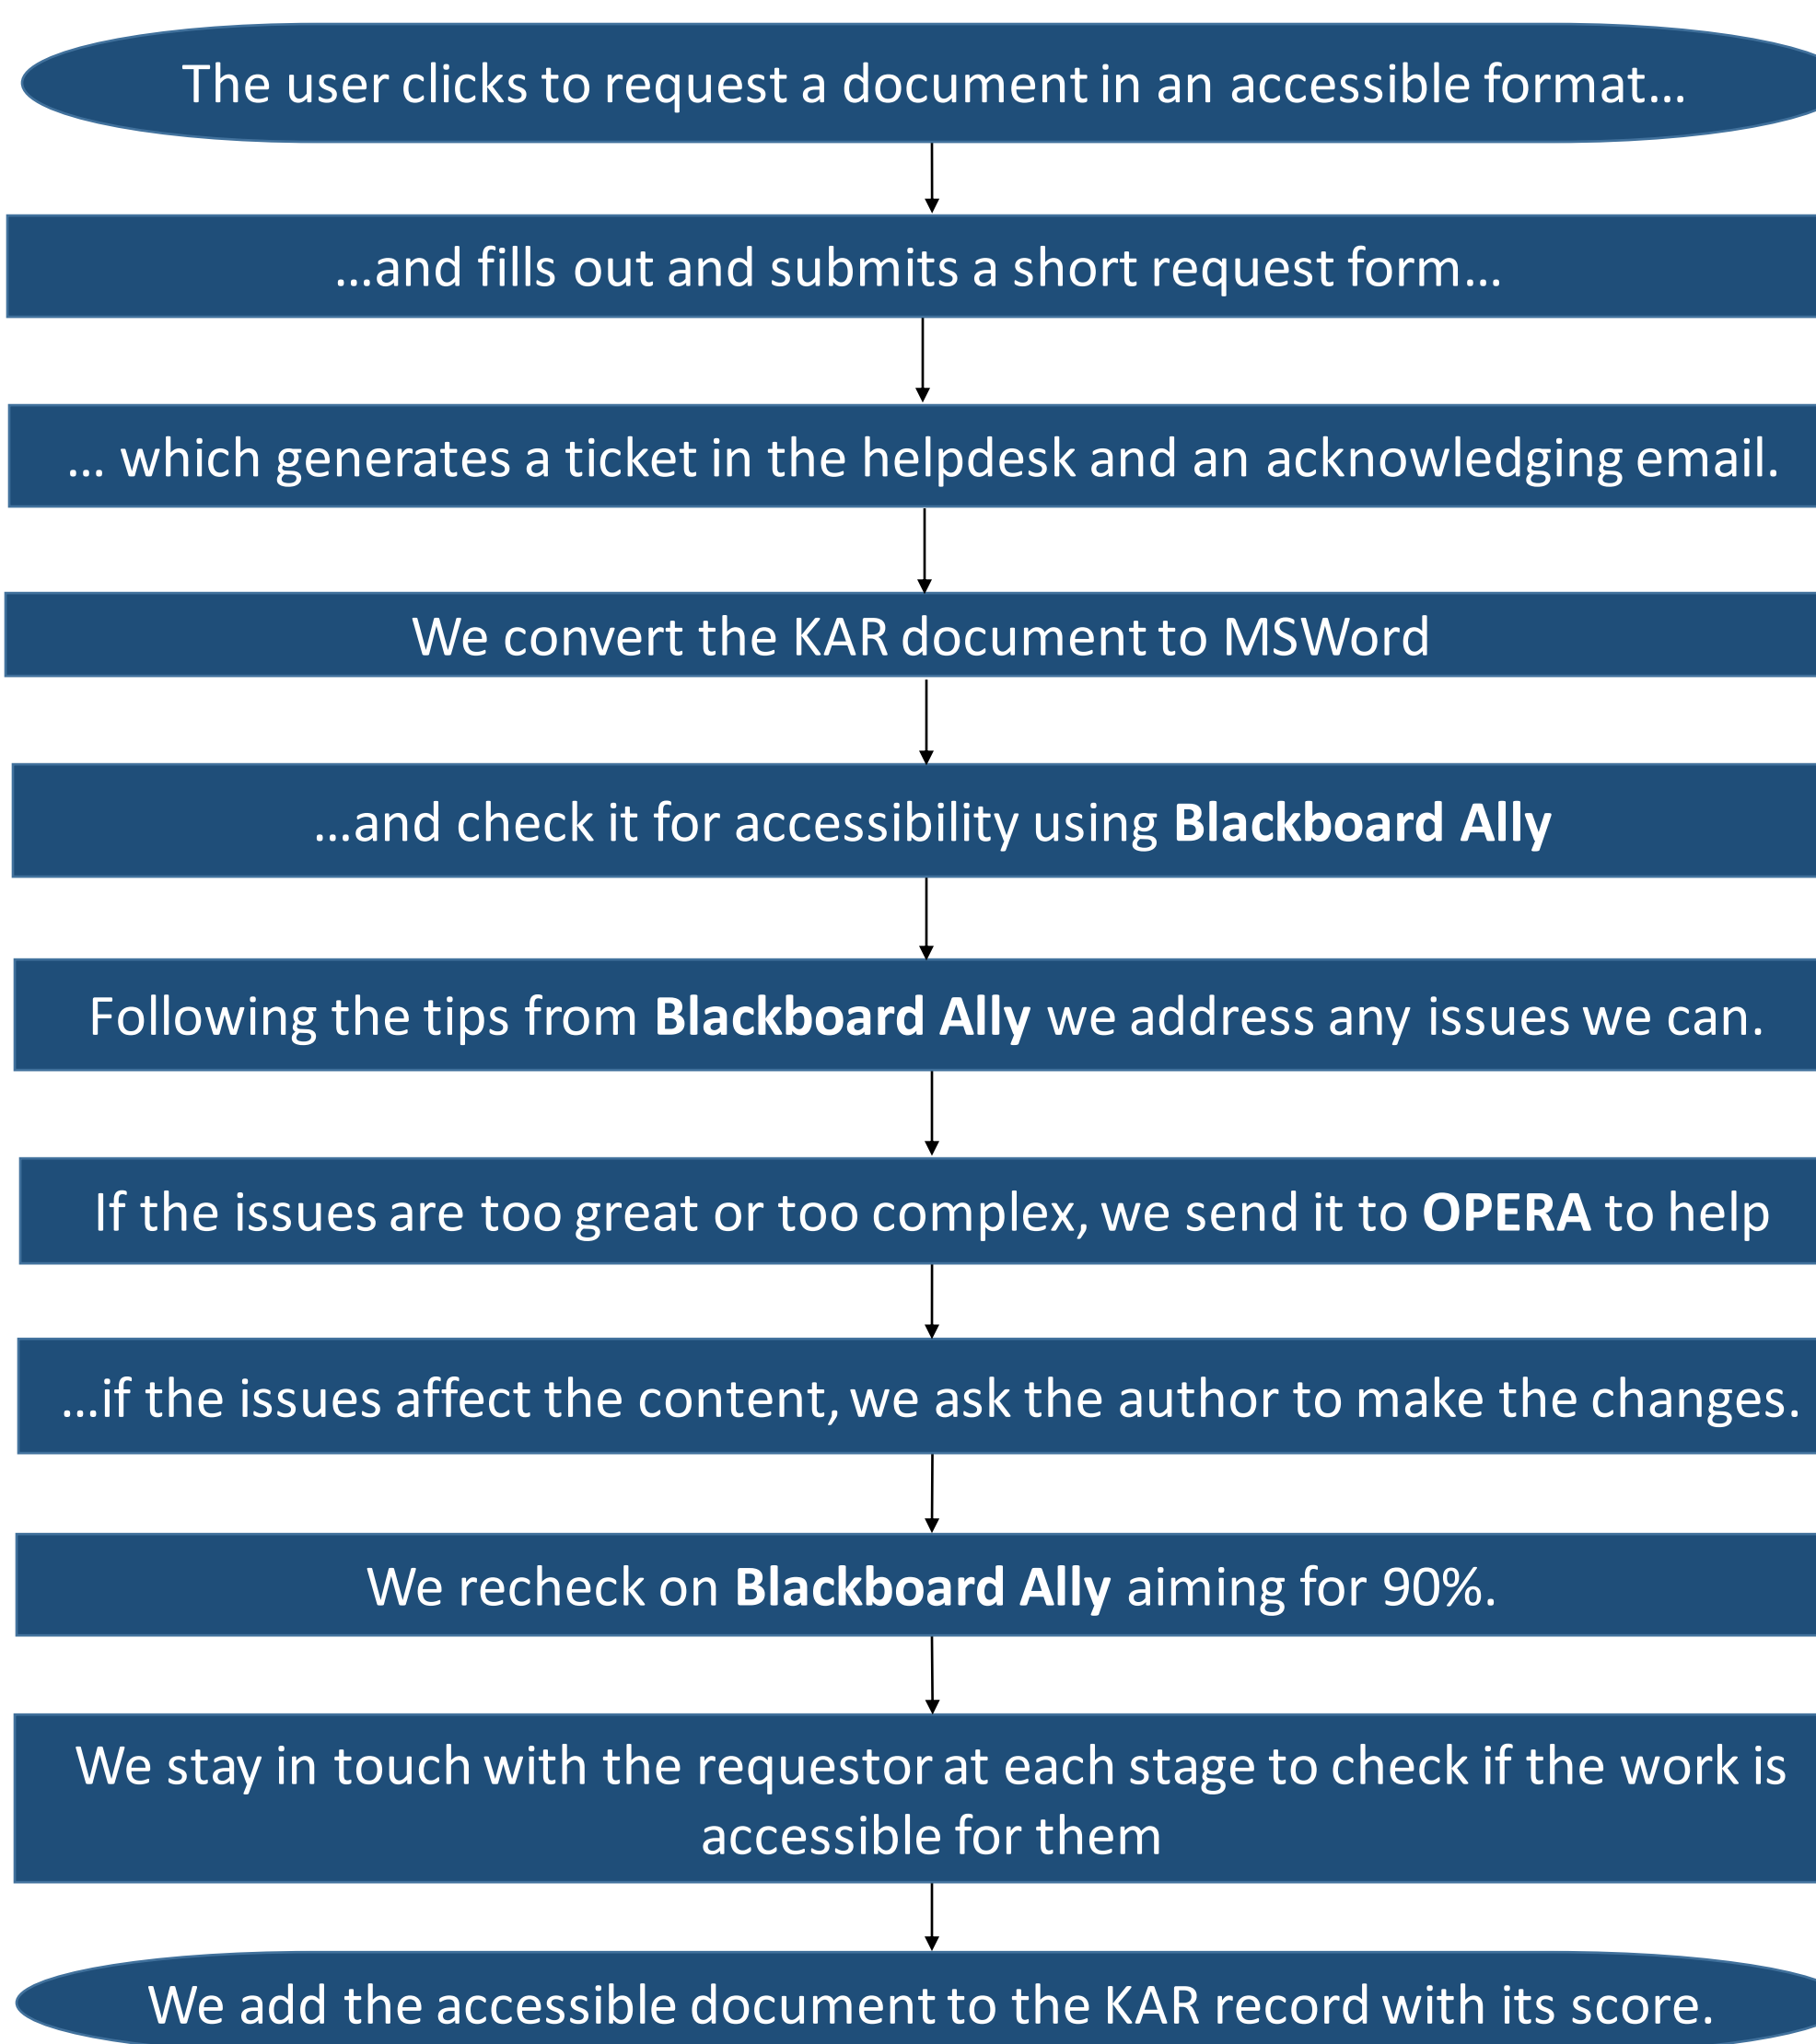 The user clicks to request a document in an accessible format…
…and fills out and submits a short request form…
… which generates a ticket in the helpdesk and an acknowledging email.
We convert the KAR document to MSWord
…and check it for accessibility using Blackboard Ally
Following the tips from Blackboard Ally we address any issues we can.
If the issues are too great or too complex, we send it to OPERA to help
…if the issues affect the content, we ask the author to make the changes.
We recheck on Blackboard Ally aiming for 90%.
We stay in touch with the requestor at each stage to check if the work is
accessible for them
We add the accessible document to the KAR record with its score.